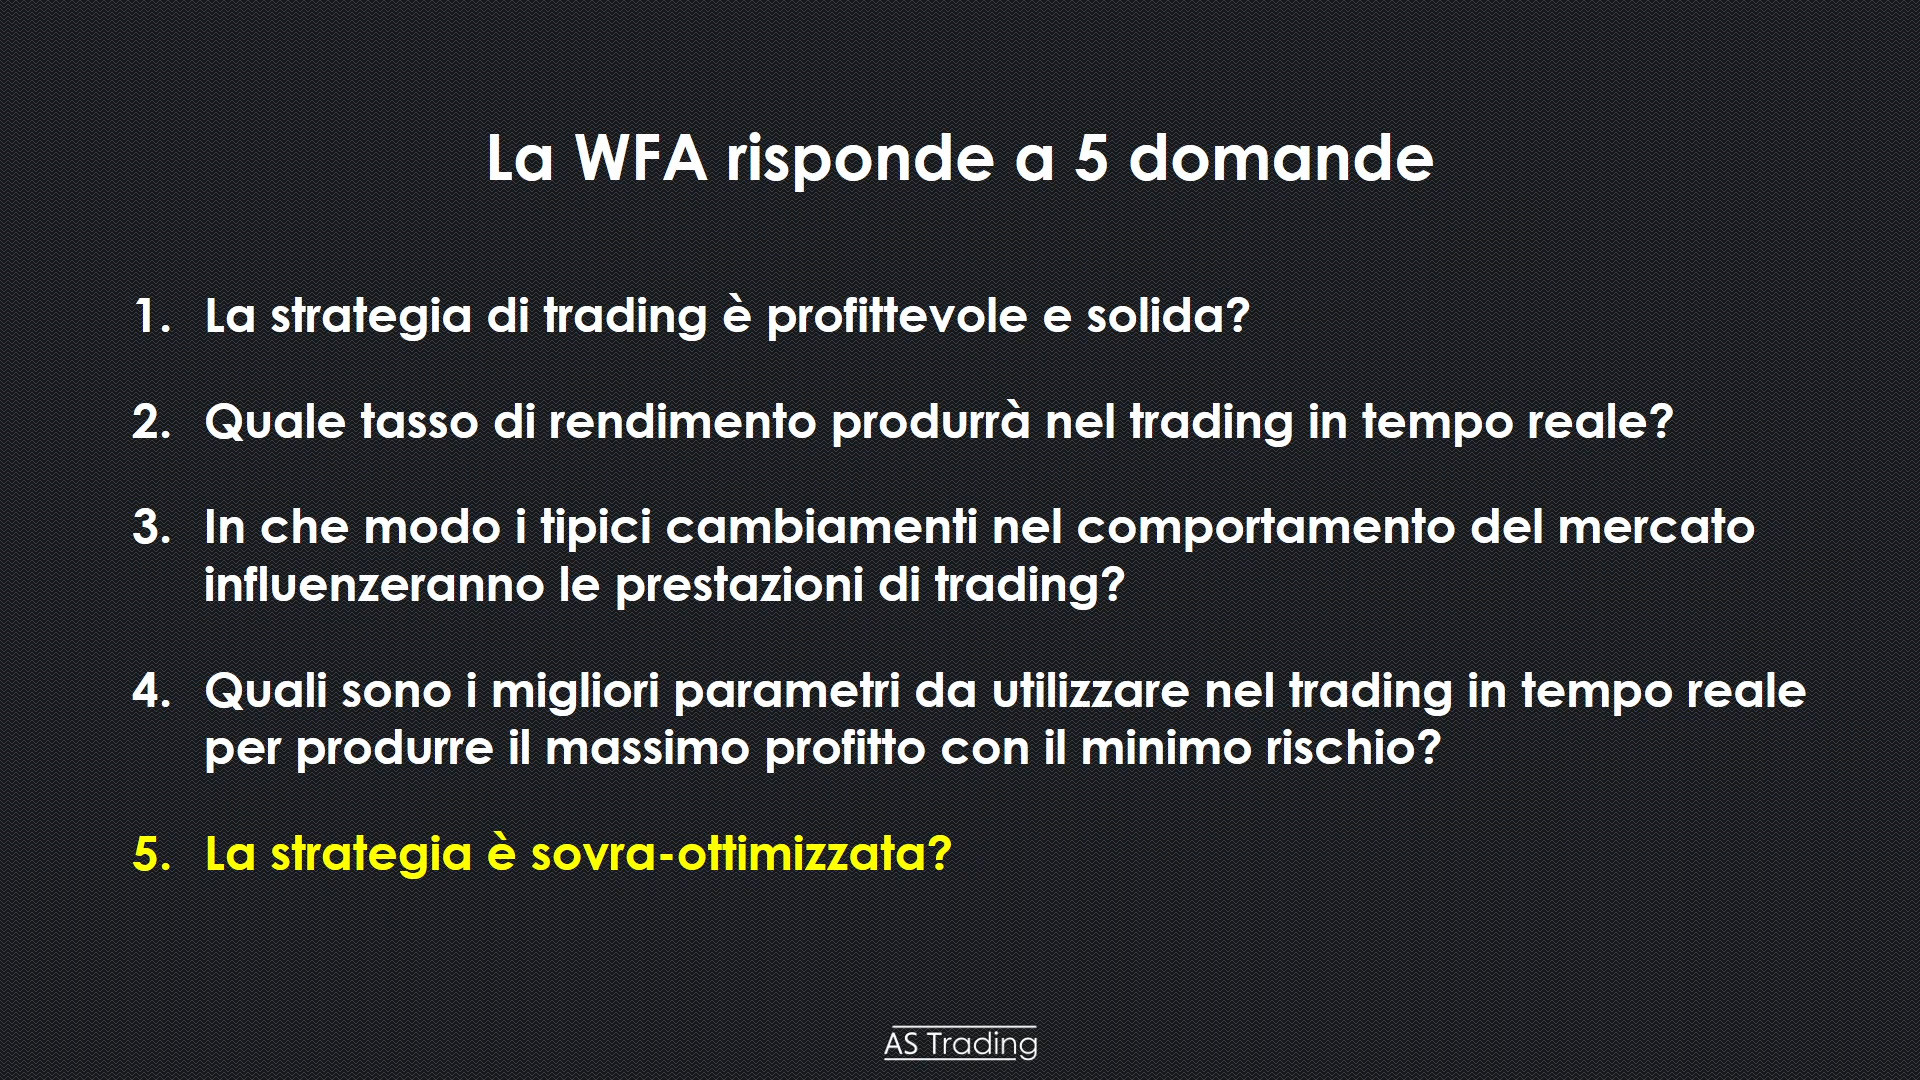 La WFA risponde a 5 domande
1. La strategia di trading è profittevole e solida?
2. Quale tasso di rendimento produrrà nel trading in tempo reale?
3. In che modo i tipici cambiamenti nel comportamento del mercato
influenzeranno le prestazioni di trading?
4. Quali sono i migliori parametri da utilizzare nel trading in tempo reale
per produrre il massimo profitto con il minimo rischio?
5. La strategia è sovra-ottimizzata?
AS Trading